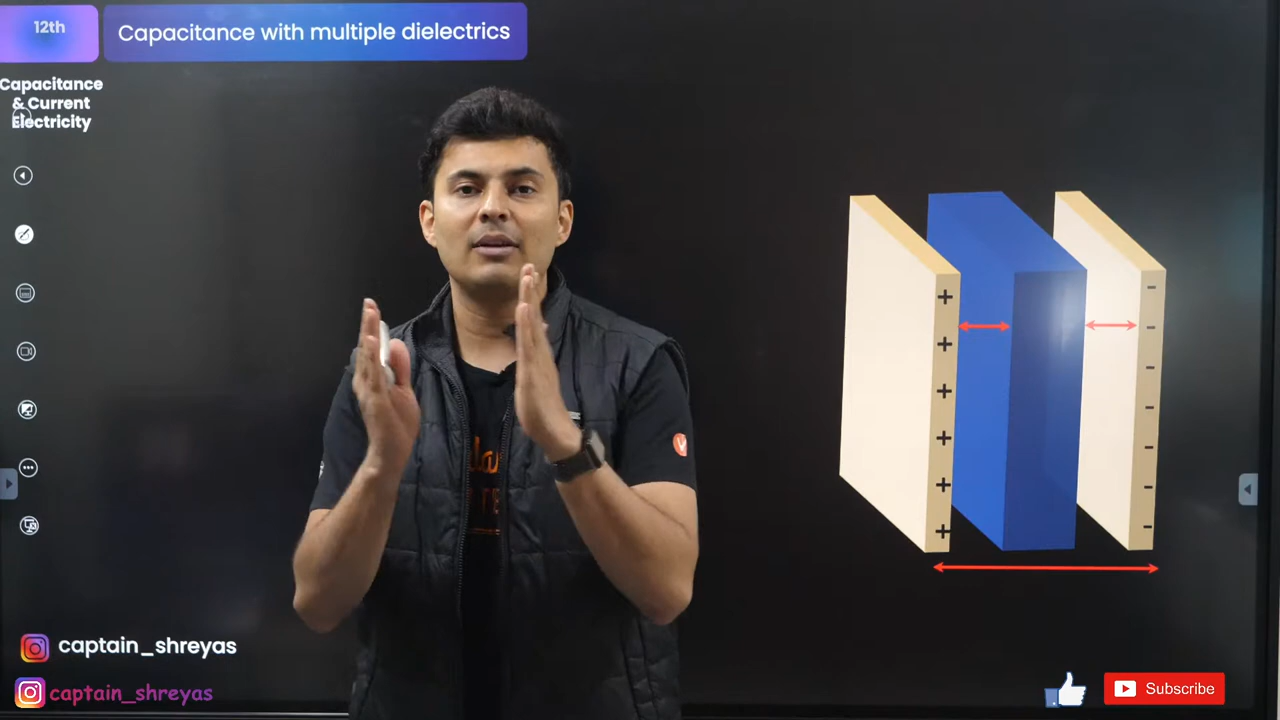 12th
Capacitance with multiple dielectrics
Capacitance
& Current
Electricity
+
-
+
-
+
-
+
-
+
-
+
-
-
captain_shreyas
captain_shreyas
Subscribe
V